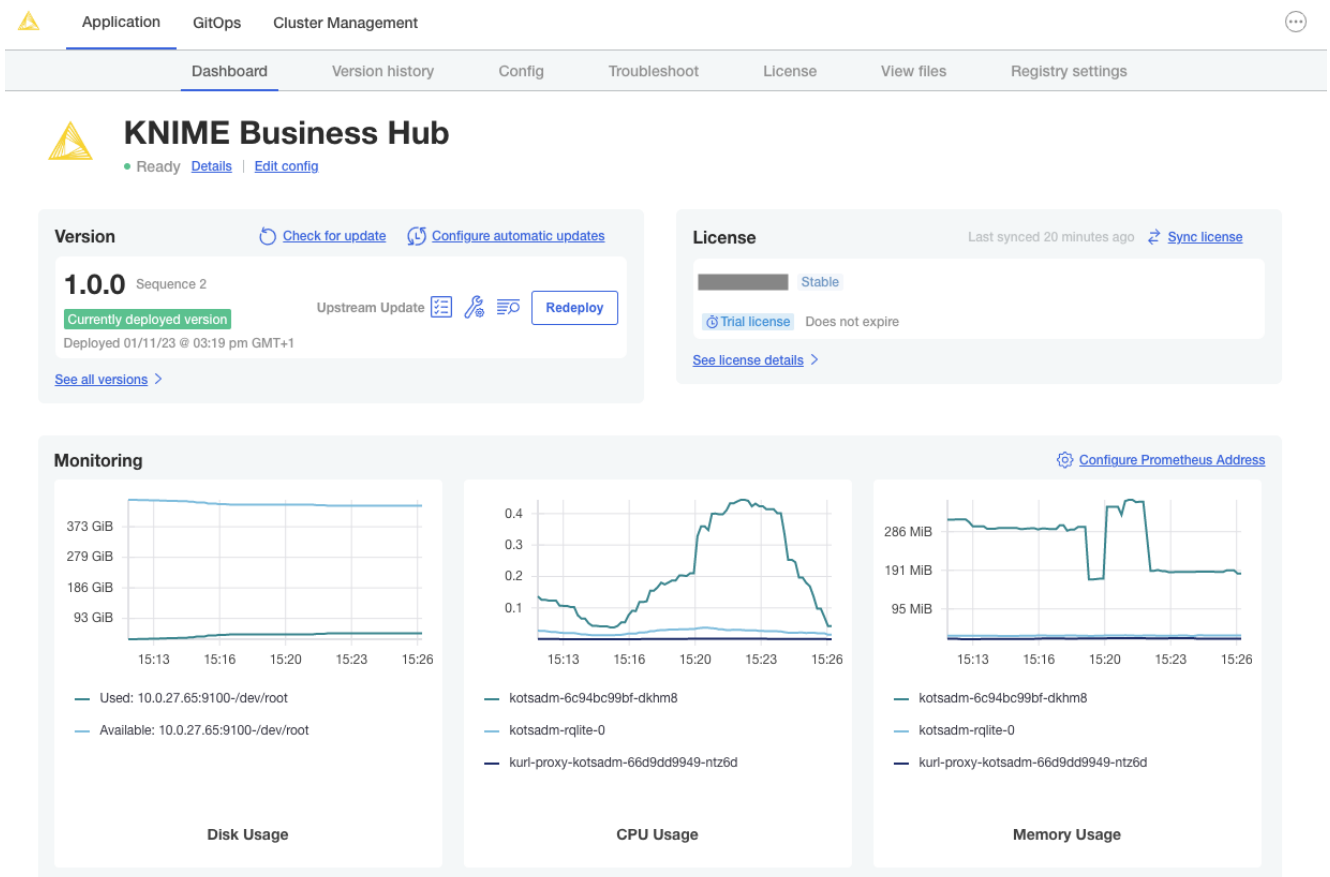 Application GitOps Cluster Management
Dashboard Version history Config Troubleshoot License View files Registry settings
KNIME Business Hub
Ready Details Edit config
Version Check for update Configure automatic updates
1.0.0 Sequence 2
Currently deployed version
Deployed 01/11/23 @ 03:19 pm GMT+1
Upstream Update Redeploy
See all versions
License Last synced 20 minutes ago Sync license
Stable
Trial license Does not expire
See license details
Monitoring Configure Prometheus Address
373 GiB
279 GiB
186 GiB
93 GiB
15:13 15:16 15:20 15:23 15:26
Used: 10.0.27.65:9100-/dev/root
Available: 10.0.27.65:9100-/dev/root
Disk Usage
0.4
0.3
0.2
0.1
15:13 15:16 15:20 15:23 15:26
kotsadm-6c94bc99bf-dkhm8
kotsadm-rqlite-0
kurl-proxy-kotsadm-66d9dd9949-ntz6d
CPU Usage
286 MiB
191 MiB
95 MiB
15:13 15:16 15:20 15:23 15:26
kotsadm-6c94bc99bf-dkhm8
kotsadm-rqlite-0
kurl-proxy-kotsadm-66d9dd9949-ntz6d
Memory Usage